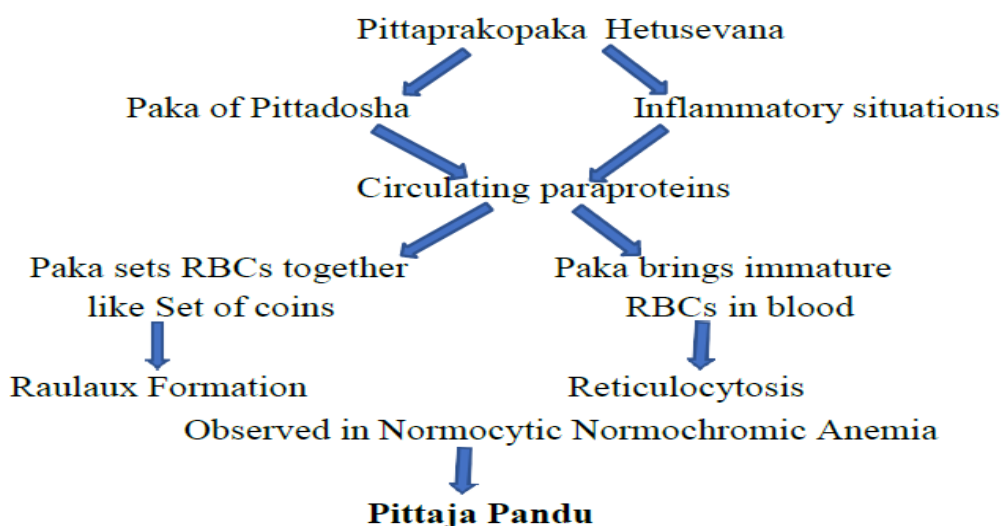 Pittaprakopaka Hetusevana
Paka of Pittadosha
Inflammatory situations
Circulating paraproteins
Paka sets RBCs together
like Set of coins
Paka brings immature
RBCs in blood
Raulaux Formation
Reticulocytosis
Observed in Normocytic Normochromic Anemia
Pittaja Pandu